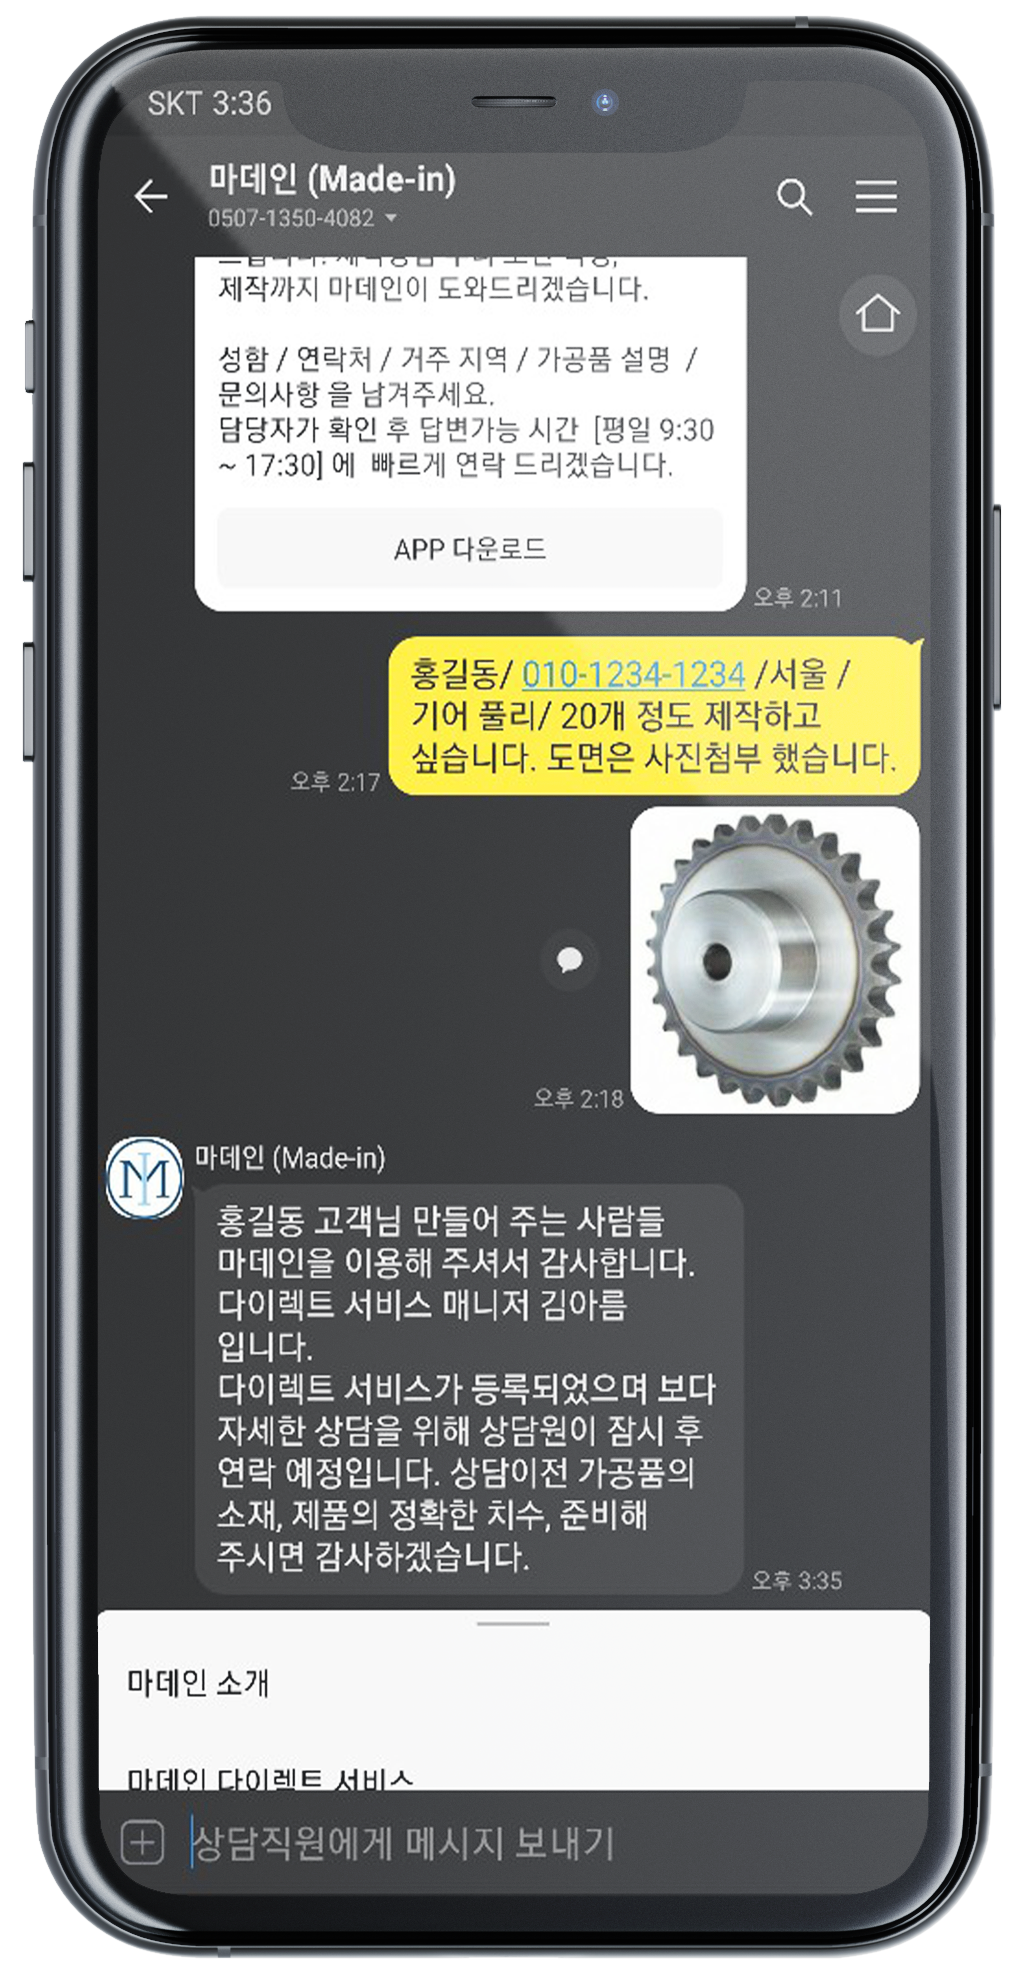 SKT 3:36
마데인 (Made-in)
0507-1350-4082
제작까지 마데인이 도와드리겠습니다.
성함 / 연락처 / 거주 지역 / 가공품 설명 /
문의사항 을 남겨주세요.
담당자가 확인 후 답변가능 시간 [평일 9:30
~ 17:30] 에 빠르게 연락 드리겠습니다.
APP 다운로드
오후 2:11
홍길동/ 010-1234-1234 /서울 /
기어 풀리/ 20개 정도 제작하고
싶습니다. 도면은 사진첨부 했습니다.
오후 2:17
오후 2:18
MI
마데인 (Made-in)
홍길동 고객님 만들어 주는 사람들
마데인을 이용해 주셔서 감사합니다.
다이렉트 서비스 매니저 김아름
입니다.
다이렉트 서비스가 등록되었으며 보다
자세한 상담을 위해 상담원이 잠시 후
연락 예정입니다. 상담이전 가공품의
소재, 제품의 정확한 치수, 준비해
주시면 감사하겠습니다.
오후 3:35
마데인 소개
마데인 다이렉트 서비스
상담직원에게 메시지 보내기